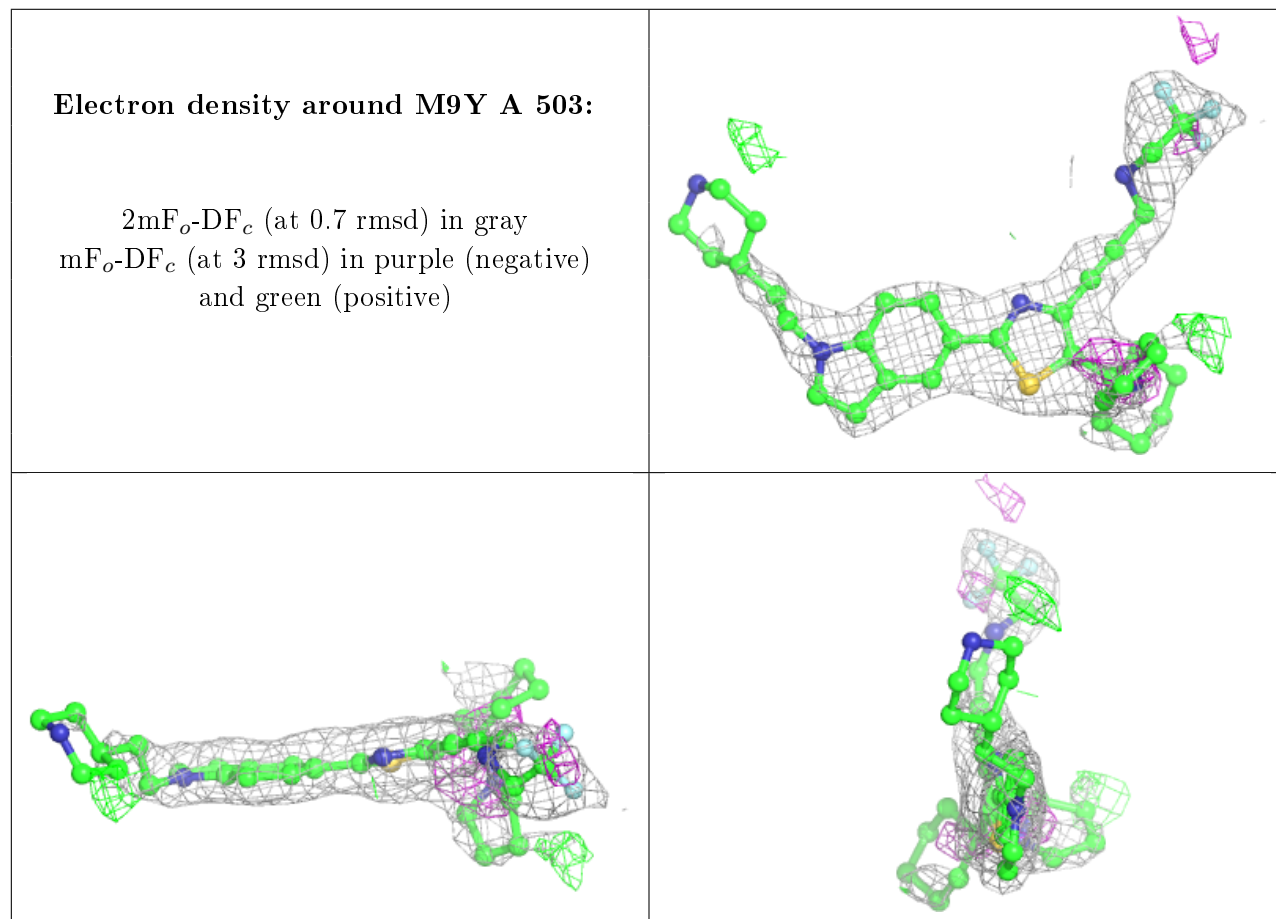 Electron density around M9Y A 503:
2mFo-DFc (at 0.7 rmsd) in gray
mFo-DFc (at 3 rmsd) in purple (negative)
and green (positive)